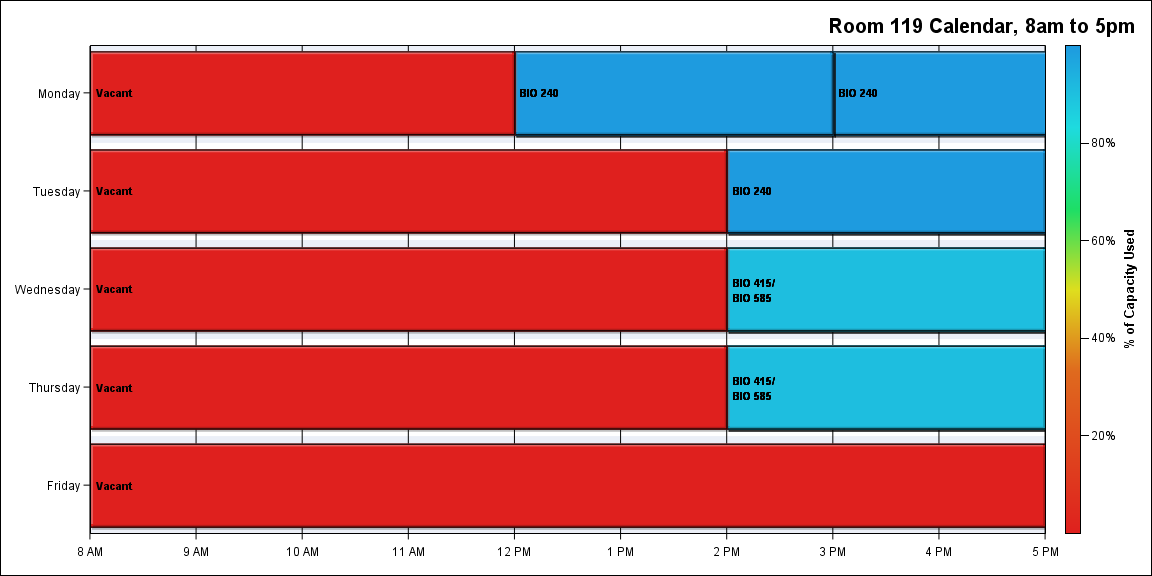 Room 119 Calendar, 8am to 5pm
Monday
Vacant
BIO 240
BIO 240
Tuesday
Vacant
BIO 240
Wednesday
Vacant
BIO 415/
BIO 585
Thursday
Vacant
BIO 415/
BIO 585
Friday
Vacant
8 AM
9 AM
10 AM
11 AM
12 PM
1 PM
2 PM
3 PM
4 PM
5 PM
80%
60%
40%
20%
% of Capacity Used